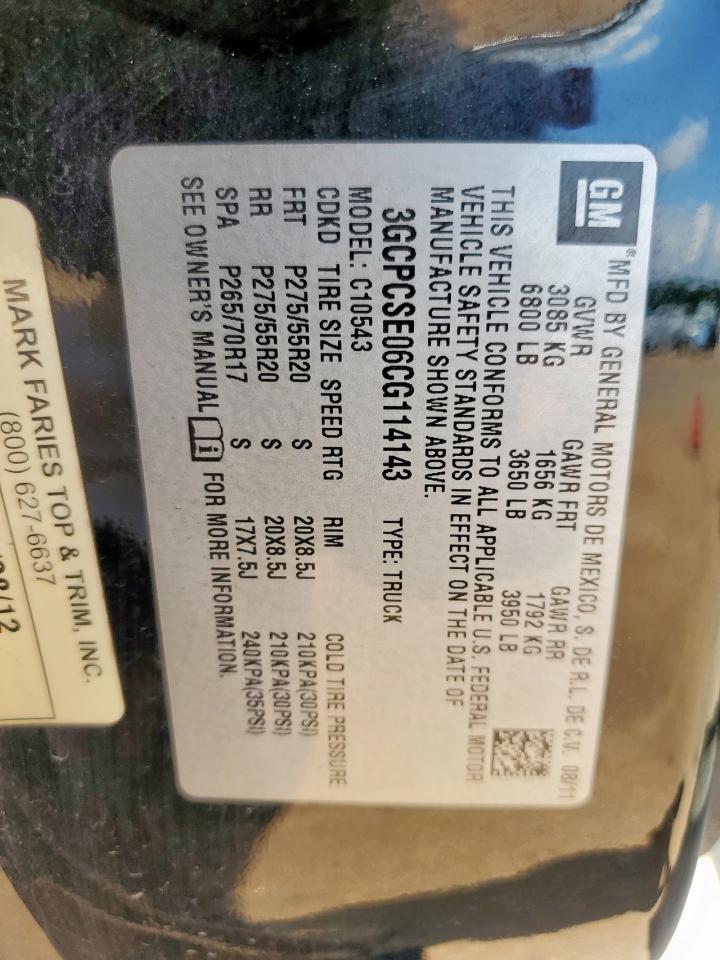 GM
® MFD BY GENERAL MOTORS DE MEXICO, S. DE R.L. DE C.V. 08/11
GVWR GAWR FRT GAWR RR
3085 KG 1656 KG 1792 KG
6800 LB 3650 LB 3950 LB
THIS VEHICLE CONFORMS TO ALL APPLICABLE U.S. FEDERAL MOTOR
VEHICLE SAFETY STANDARDS IN EFFECT ON THE DATE OF
MANUFACTURE SHOWN ABOVE.
3GCPCSE06CG114143 TYPE: TRUCK
MODEL: C10543
CDKD TIRE SIZE SPEED RTG RIM COLD TIRE PRESSURE
FRT P275/55R20 S 20X8.5J 210KPA(30PSI)
RR P275/55R20 S 20X8.5J 210KPA(30PSI)
SPA P265/70R17 S 17X7.5J 240KPA(35PSI)
SEE OWNER'S MANUAL i FOR MORE INFORMATION.
MARK FARIES TOP & TRIM, INC.
(800) 627-6637